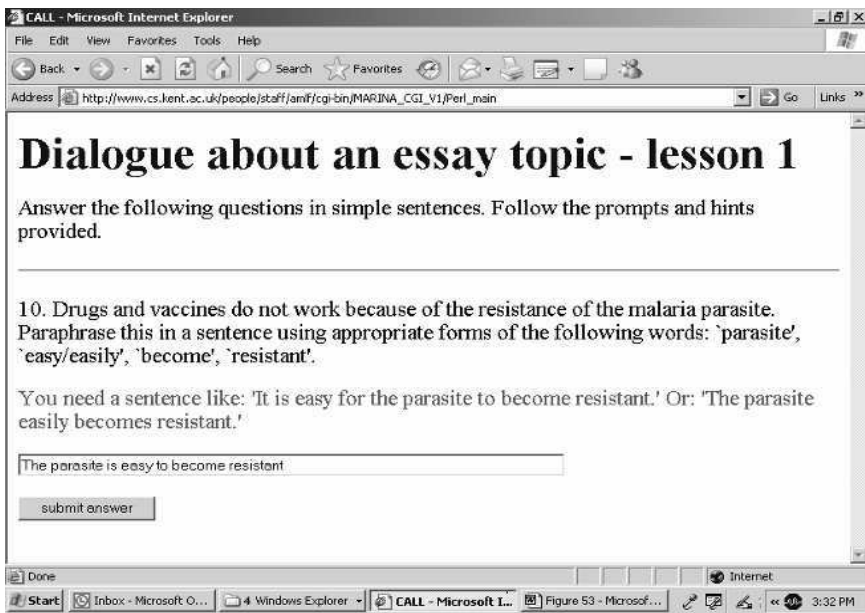 CALL - Microsoft Internet Explorer
File Edit View Favorites Tools Help
Back Search Favorites
Address http://www.cs.kent.ac.uk/people/staff/amlf/cgi-bin/MARINA_CGI_V1/Perl_main Go Links »
Dialogue about an essay topic - lesson 1
Answer the following questions in simple sentences. Follow the prompts and hints
provided.
10. Drugs and vaccines do not work because of the resistance of the malaria parasite.
Paraphrase this in a sentence using appropriate forms of the following words: `parasite',
`easy/easily', `become', `resistant'.
You need a sentence like: 'It is easy for the parasite to become resistant.' Or: 'The parasite
easily becomes resistant.'
The parasite is easy to become resistant
submit answer
Done Internet
Start Inbox - Microsoft O... 4 Windows Explorer CALL - Microsoft I... Figure 53 - Microsof... « 3:32 PM